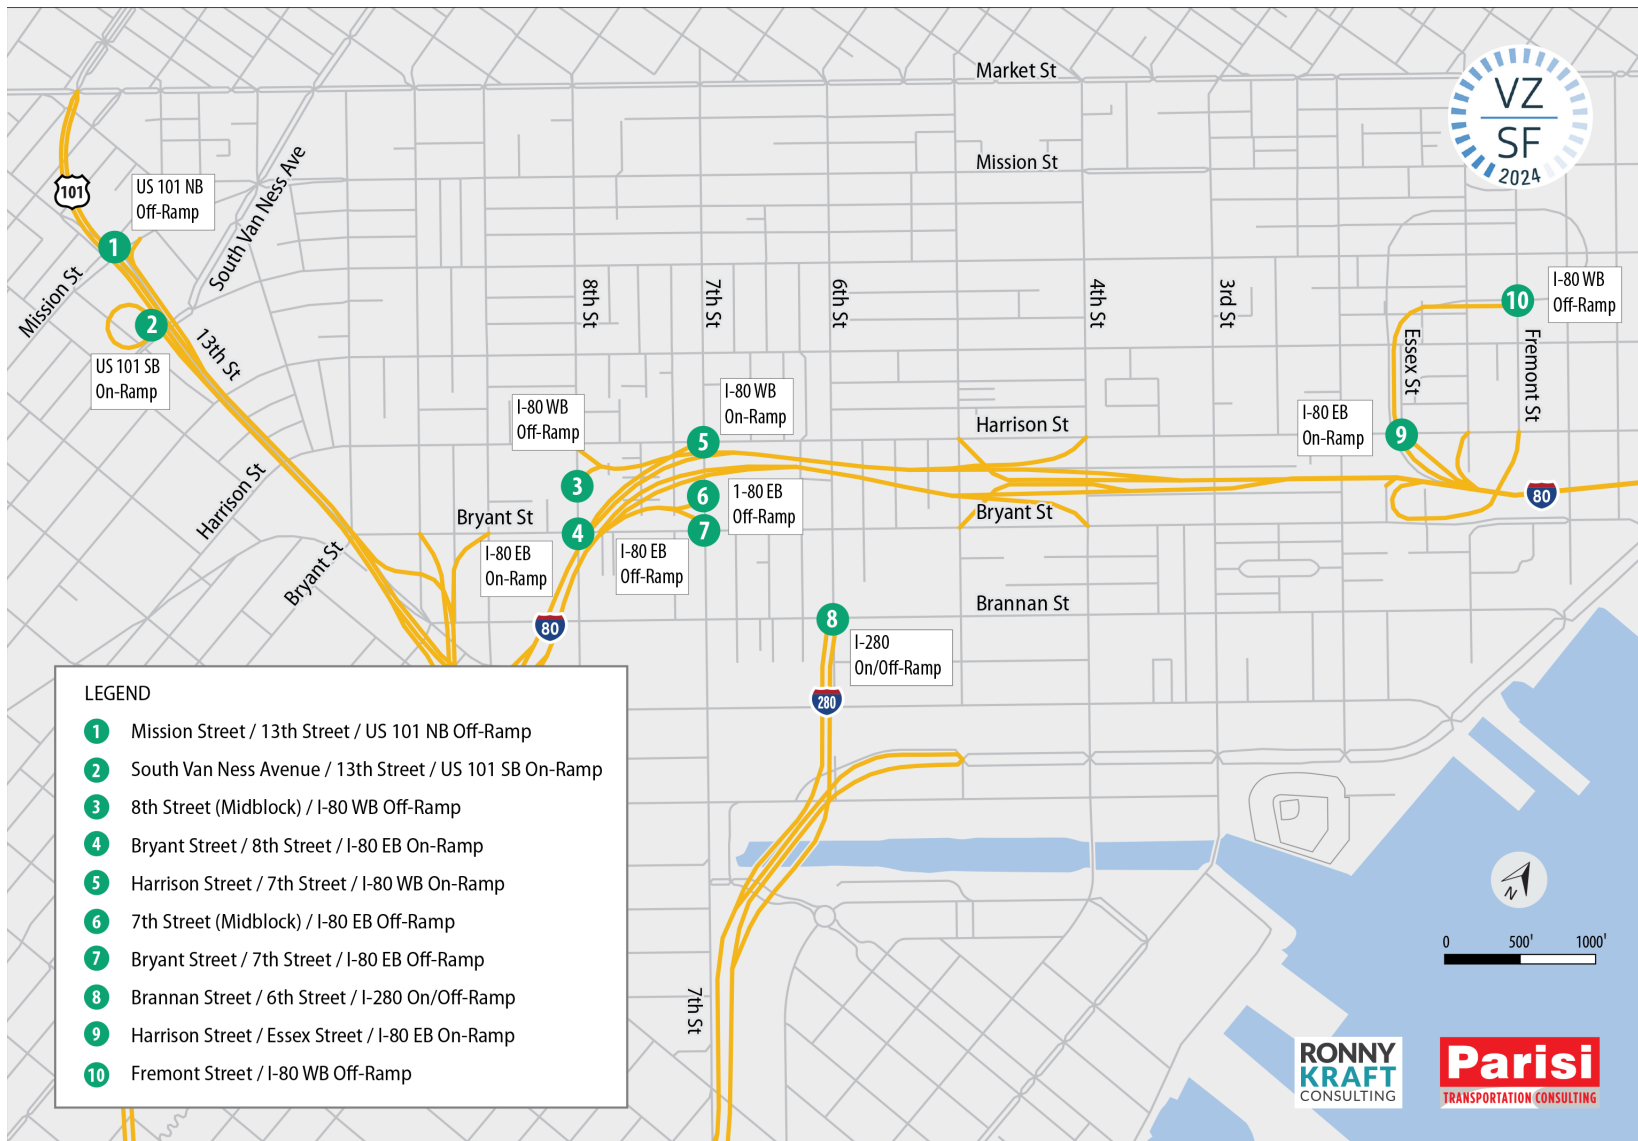 Market St
VZ
SF
2024
Mission St
101
US 101 NB
Off-Ramp
South Van Ness Ave
1
Mission St
2
US 101 SB
On-Ramp
13th St
8th St
7th St
6th St
4th St
3rd St
10
I-80 WB
Off-Ramp
Essex St
Fremont St
I-80 WB
On-Ramp
I-80 WB
Off-Ramp
Harrison St
I-80 EB
On-Ramp
9
5
3
6
1-80 EB
Off-Ramp
80
Harrison St
Bryant St
4
7
Bryant St
I-80 EB
On-Ramp
I-80 EB
Off-Ramp
Bryant St
80
Brannan St
8
I-280
On/Off-Ramp
280
LEGEND
1 Mission Street / 13th Street / US 101 NB Off-Ramp
2 South Van Ness Avenue / 13th Street / US 101 SB On-Ramp
3 8th Street (Midblock) / I-80 WB Off-Ramp
4 Bryant Street / 8th Street / I-80 EB On-Ramp
5 Harrison Street / 7th Street / I-80 WB On-Ramp
6 7th Street (Midblock) / I-80 EB Off-Ramp
7 Bryant Street / 7th Street / I-80 EB Off-Ramp
8 Brannan Street / 6th Street / I-280 On/Off-Ramp
9 Harrison Street / Essex Street / I-80 EB On-Ramp
10 Fremont Street / I-80 WB Off-Ramp
7th St
N
0 500' 1000'
RONNY
KRAFT
CONSULTING
Parisi
TRANSPORTATION CONSULTING